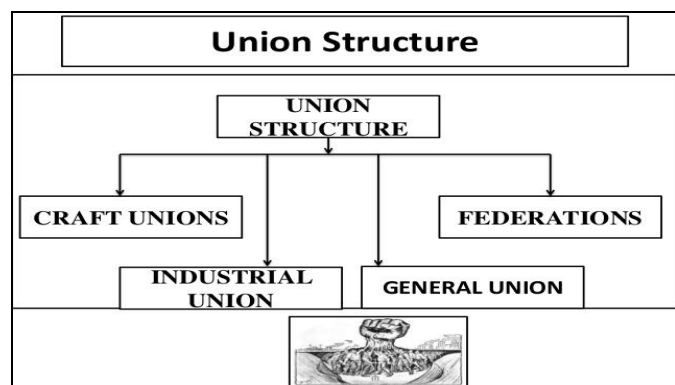 Union Structure
UNION
STRUCTURE
CRAFT UNIONS
FEDERATIONS
INDUSTRIAL
UNION
GENERAL UNION